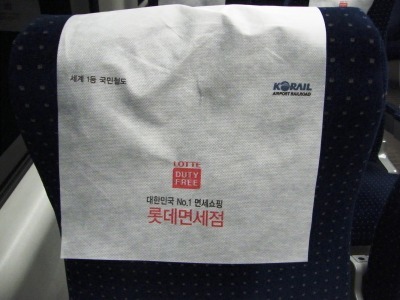 세계 1등 국민철도
KORAIL
AIRPORT RAILROAD
LOTTE
DUTY
FREE
대한민국 No.1 면세쇼핑
롯데면세점